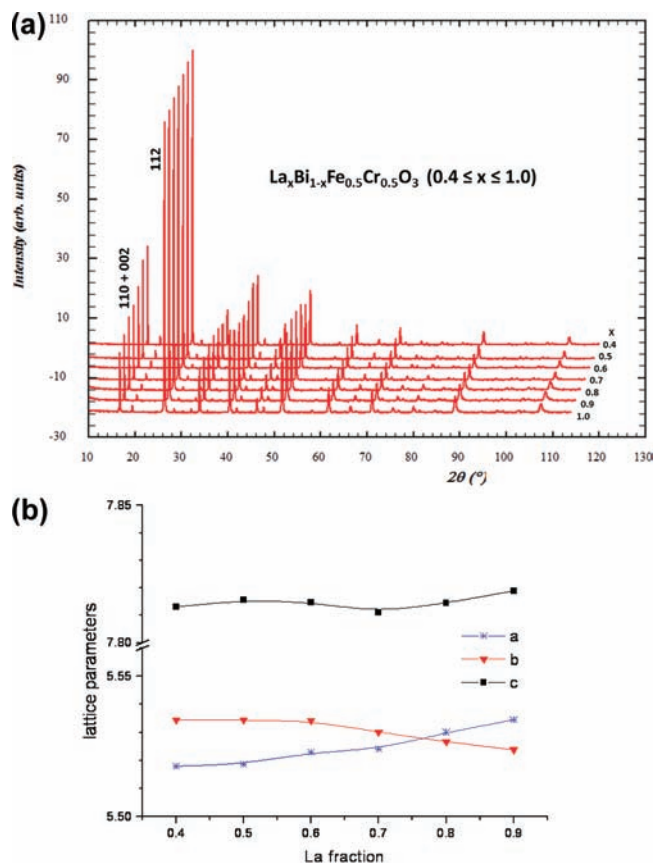 (a)
110
90
70
50
30
10
-10
-30
Intensity (arb. units)
110 + 002
112
LaₓBi₁₋ₓFe₀.₅Cr₀.₅O₃ (0.4 ≤ x ≤ 1.0)
X
0.4
0.5
0.6
0.7
0.8
0.9
1.0
10 20 30 40 50 60 70 80 90 100 110 120 130
2θ (°)
(b)
7.85
7.80
5.55
5.50
lattice parameters
a
b
c
0.4 0.5 0.6 0.7 0.8 0.9
La fraction